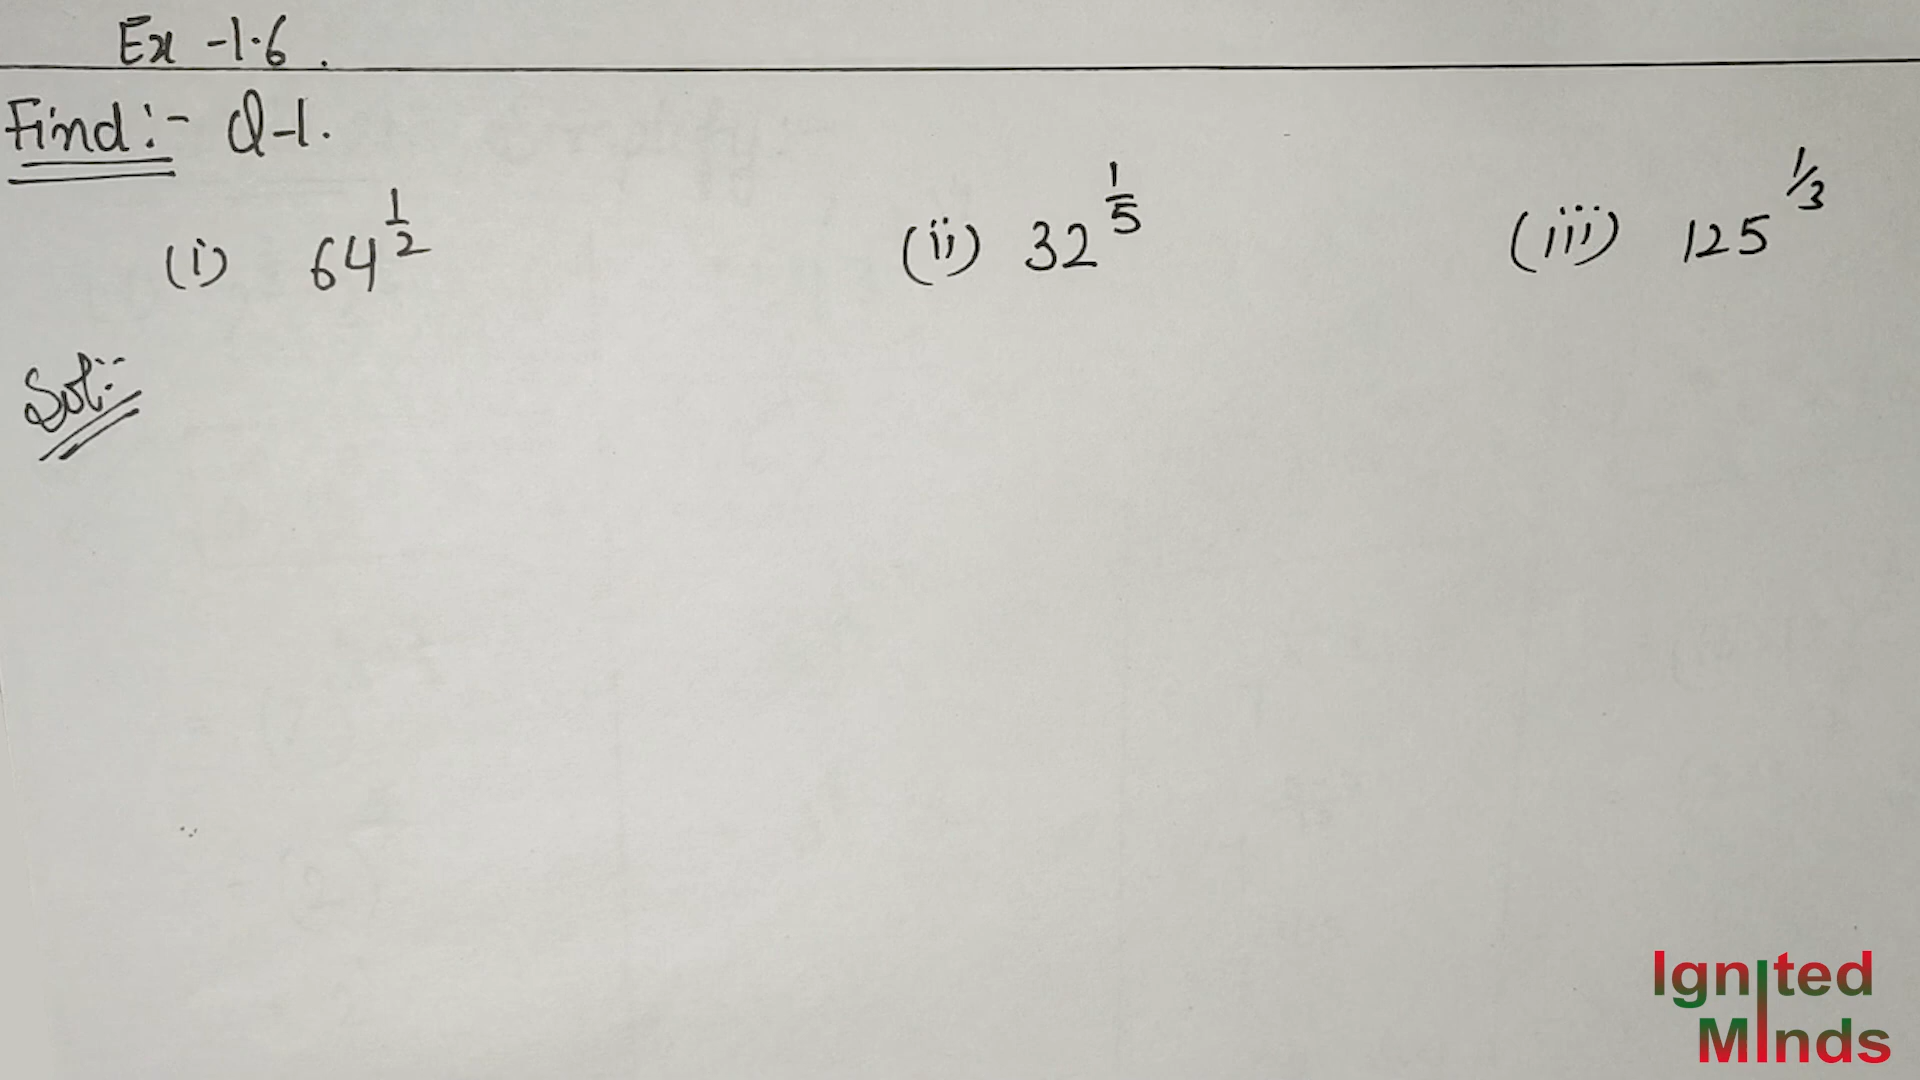 Ex -1.6.
Find:- Q-1.
(i) 64^1/2 (ii) 32^1/5 (iii) 125^1/3
Sol:-
Ignited
Minds